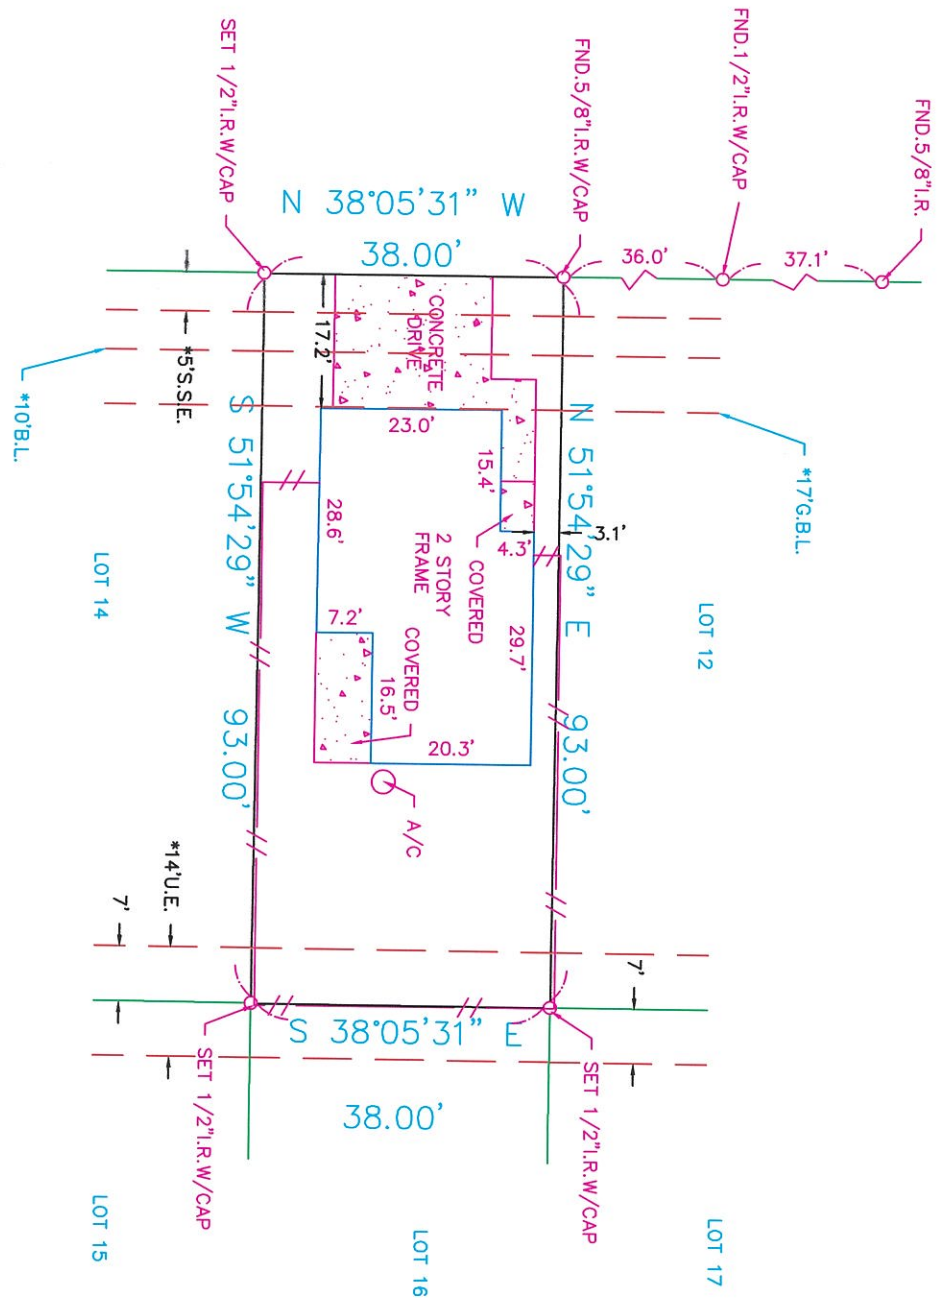 SET 1/2"I.R.W/CAP
FND.5/8"I.R.W/CAP
FND.1/2"I.R.W/CAP
FND.5/8"I.R.
N 38°05'31" W
38.00'
36.0'
37.1'
*5'S.S.E.
*10'B.L.
17.2'
CONCRETE
DRIVE
*17'G.B.L.
23.0'
15.4'
S 51°54'29" W 93.00'
N 51°54'29" E 93.00'
3.1'
4.3'
28.6'
2 STORY
FRAME
COVERED
29.7'
LOT 14
LOT 12
7.2'
COVERED
16.5'
20.3'
A/C
*14'U.E.
7'
7'
S 38°05'31" E
38.00'
SET 1/2"I.R.W/CAP
SET 1/2"I.R.W/CAP
LOT 15
LOT 16
LOT 17